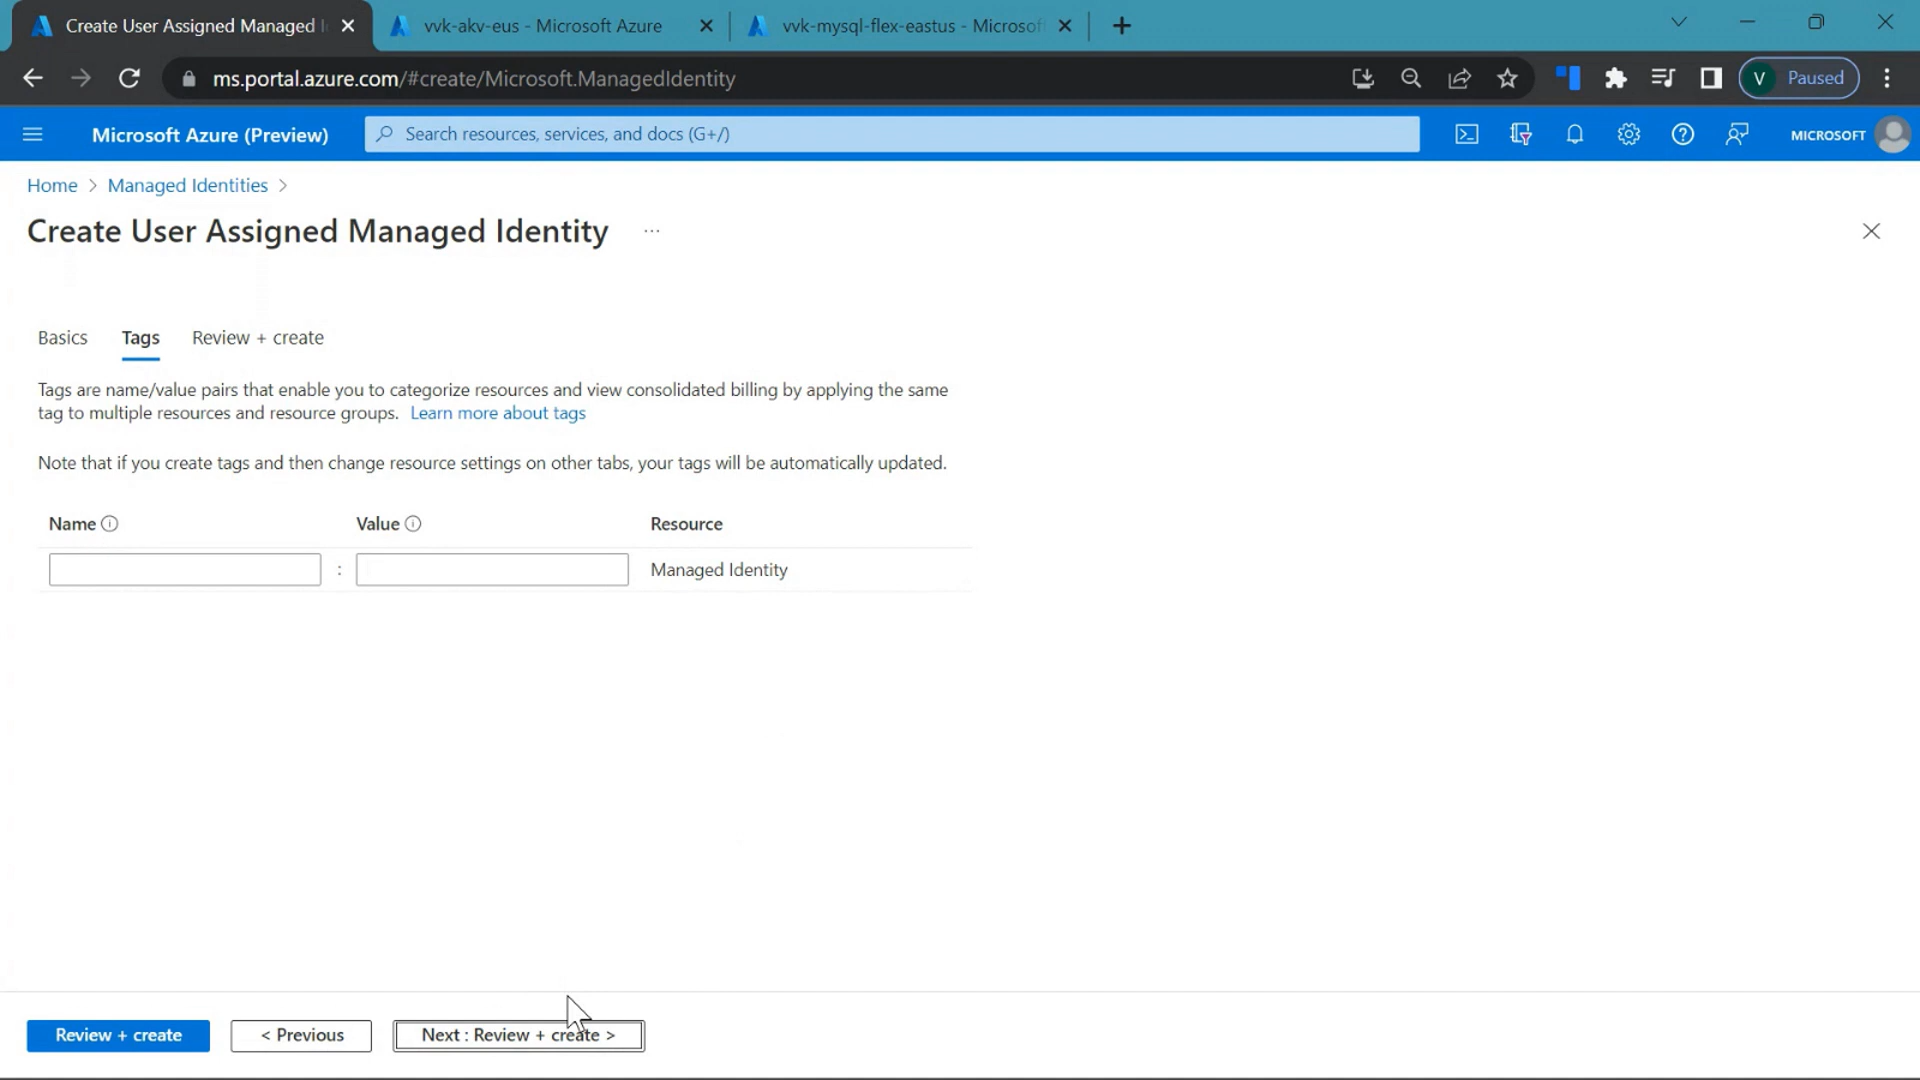 Create User Assigned Managed I
vvk-akv-eus - Microsoft Azure
vvk-mysql-flex-eastus - Microsof
ms.portal.azure.com/#create/Microsoft.ManagedIdentity
V Paused
Microsoft Azure (Preview)
Search resources, services, and docs (G+/)
MICROSOFT
Home > Managed Identities >
Create User Assigned Managed Identity ...
Basics
Tags
Review + create
Tags are name/value pairs that enable you to categorize resources and view consolidated billing by applying the same
tag to multiple resources and resource groups. Learn more about tags
Note that if you create tags and then change resource settings on other tabs, your tags will be automatically updated.
Name
Value
Resource
:
Managed Identity
Review + create
< Previous
Next : Review + create >